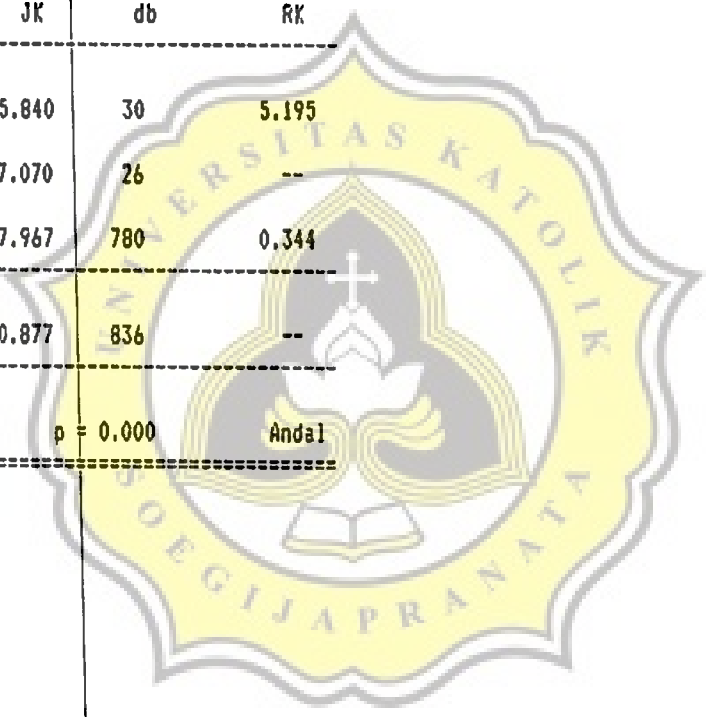 JK db RK
5.840 30 5.195
7.070 26 --
7.967 780 0.344
0.877 836 --
p = 0.000 Andal
UNIVERSITAS KATOLIK
SOEGIJAPRANATA